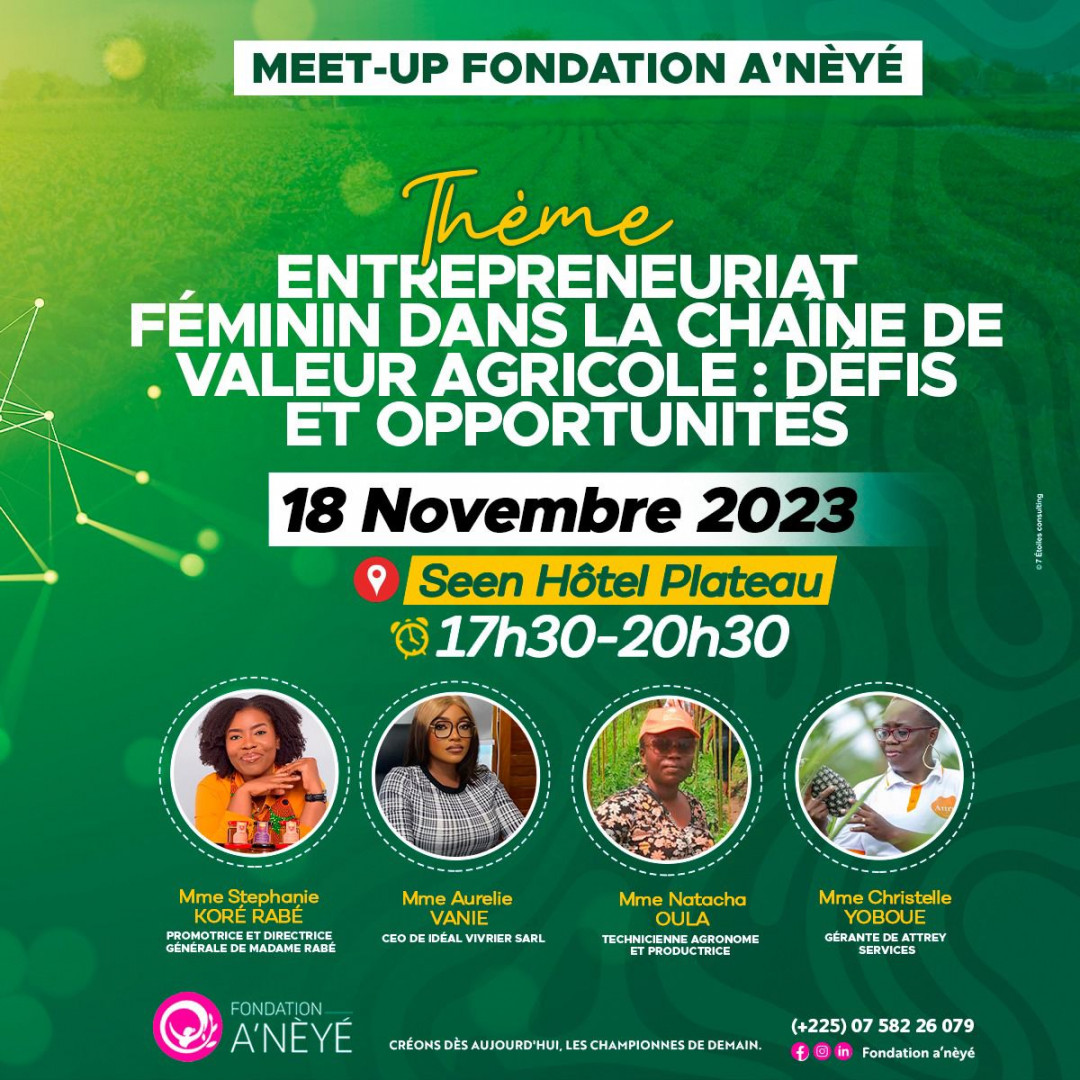 MEET-UP FONDATION A'NÈYÉ
Thème
ENTREPRENEURIAT
FÉMININ DANS LA CHAÎNE DE
VALEUR AGRICOLE : DÉFIS
ET OPPORTUNITÉS
18 Novembre 2023
© 7 Étoiles consulting
Seen Hôtel Plateau
17h30-20h30
Mme Stephanie
KORÉ RABÉ
PROMOTRICE ET DIRECTRICE
GÉNÉRALE DE MADAME RABÉ
Mme Aurelie
VANIE
CEO DE IDÉAL VIVRIER SARL
Mme Natacha
OULA
TECHNICIENNE AGRONOME
ET PRODUCTRICE
Mme Christelle
YOBOUE
GÉRANTE DE ATTREY
SERVICES
FONDATION
A'NÈYÉ
CRÉONS DÈS AUJOURD'HUI, LES CHAMPIONNES DE DEMAIN.
(+225) 07 582 26 079
Fondation a'nèyé